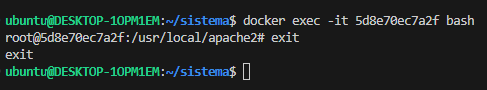 ubuntu@DESKTOP-1OPM1EM:~/sistema$ docker exec -it 5d8e70ec7a2f bash
root@5d8e70ec7a2f:/usr/local/apache2# exit
exit
ubuntu@DESKTOP-1OPM1EM:~/sistema$